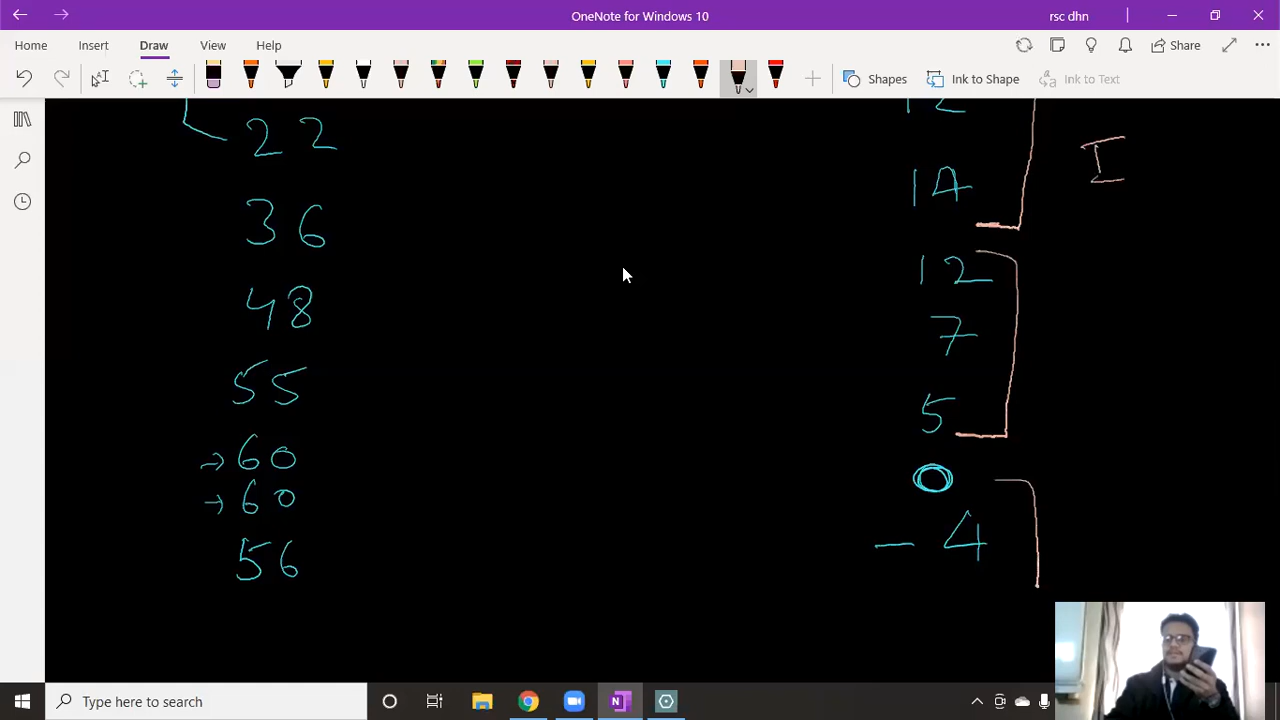 OneNote for Windows 10
rsc dhn
Home Insert Draw View Help
Share
Shapes
Ink to Shape
Ink to Text
12
22
I
14
36
12
48
7
55
5
→ 60
0
→ 60
- 4
56
Type here to search